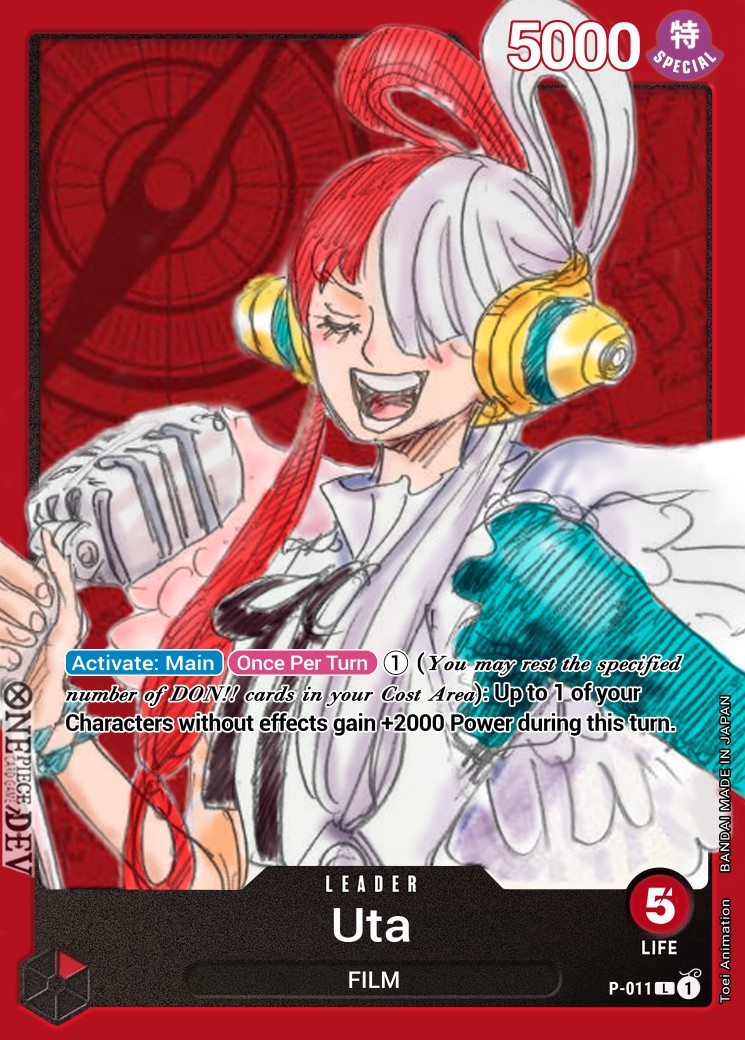 5000
特
SPECIAL
Activate: Main Once Per Turn ① (You may rest the specified
number of DON!! cards in your Cost Area): Up to 1 of your
Characters without effects gain +2000 Power during this turn.
ONE PIECE
CARD GAME
/DEV
BANDAI MADE IN JAPAN
Toei Animation
LEADER
Uta
5
LIFE
FILM
P-011 L 1